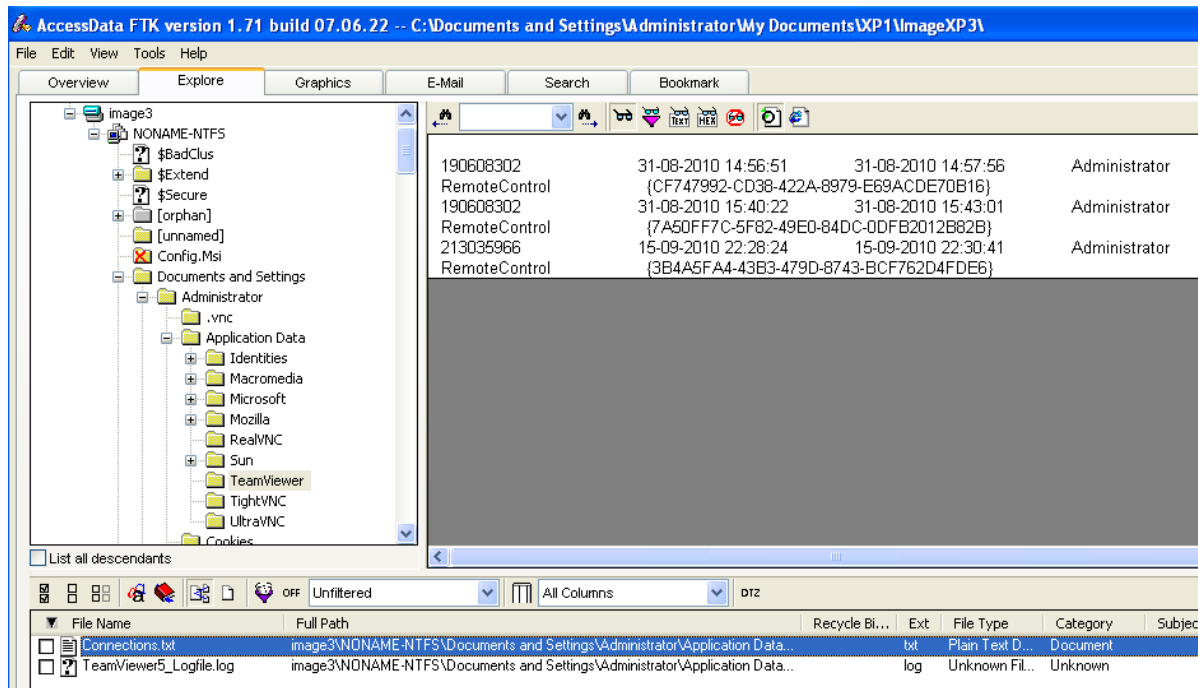 AccessData FTK version 1.71 build 07.06.22 -- C:\Documents and Settings\Administrator\My Documents\XP1\ImageXP3\
File Edit View Tools Help
Overview Explore Graphics E-Mail Search Bookmark
image3
NONAME-NTFS
$BadClus
$Extend
$Secure
[orphan]
[unnamed]
Config.Msi
Documents and Settings
Administrator
.vnc
Application Data
Identities
Macromedia
Microsoft
Mozilla
RealVNC
Sun
TeamViewer
TightVNC
UltraVNC
Cookies
List all descendants
TEXT HEX
190608302 31-08-2010 14:56:51 31-08-2010 14:57:56 Administrator
RemoteControl {CF747992-CD38-422A-8979-E69ACDE70B16}
190608302 31-08-2010 15:40:22 31-08-2010 15:43:01 Administrator
RemoteControl {7A50FF7C-5F82-49E0-84DC-0DFB2012B82B}
213035966 15-09-2010 22:28:24 15-09-2010 22:30:41 Administrator
RemoteControl {3B4A5FA4-43B3-479D-8743-BCF762D4FDE6}
OFF Unfiltered All Columns DTZ
File Name Full Path Recycle Bi... Ext File Type Category Subjec
Connections.txt image3\NONAME-NTFS\Documents and Settings\Administrator\Application Data... txt Plain Text D... Document
TeamViewer5_Logfile.log image3\NONAME-NTFS\Documents and Settings\Administrator\Application Data... log Unknown Fil... Unknown